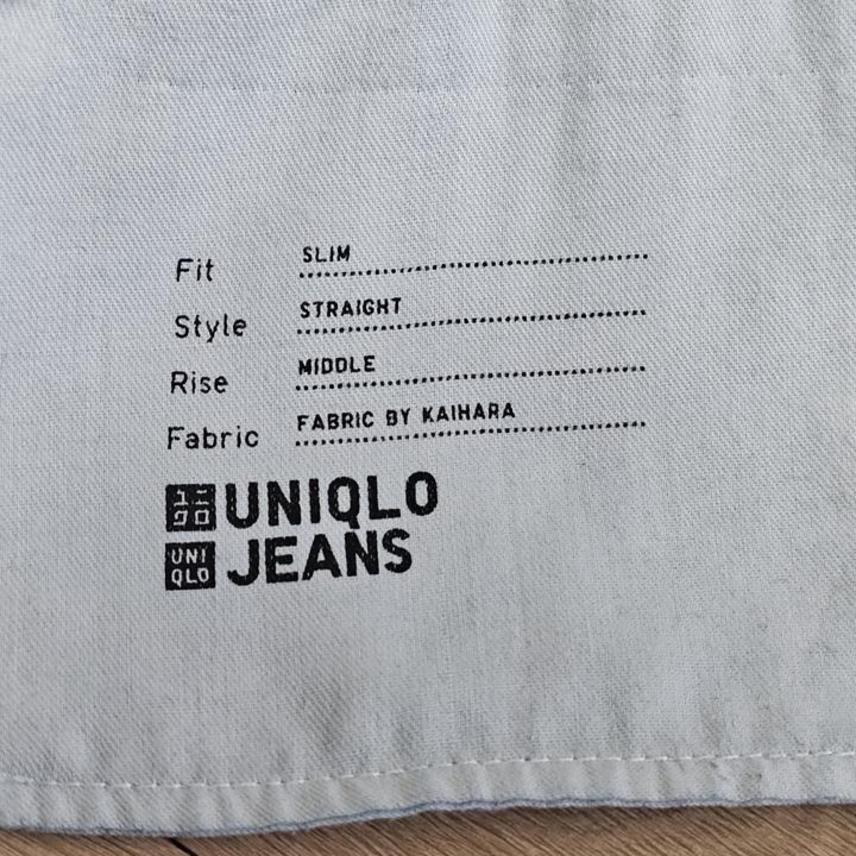 Fit SLIM
Style STRAIGHT
Rise MIDDLE
Fabric FABRIC BY KAIHARA
ユニクロ UNIQLO
UNI QLO JEANS